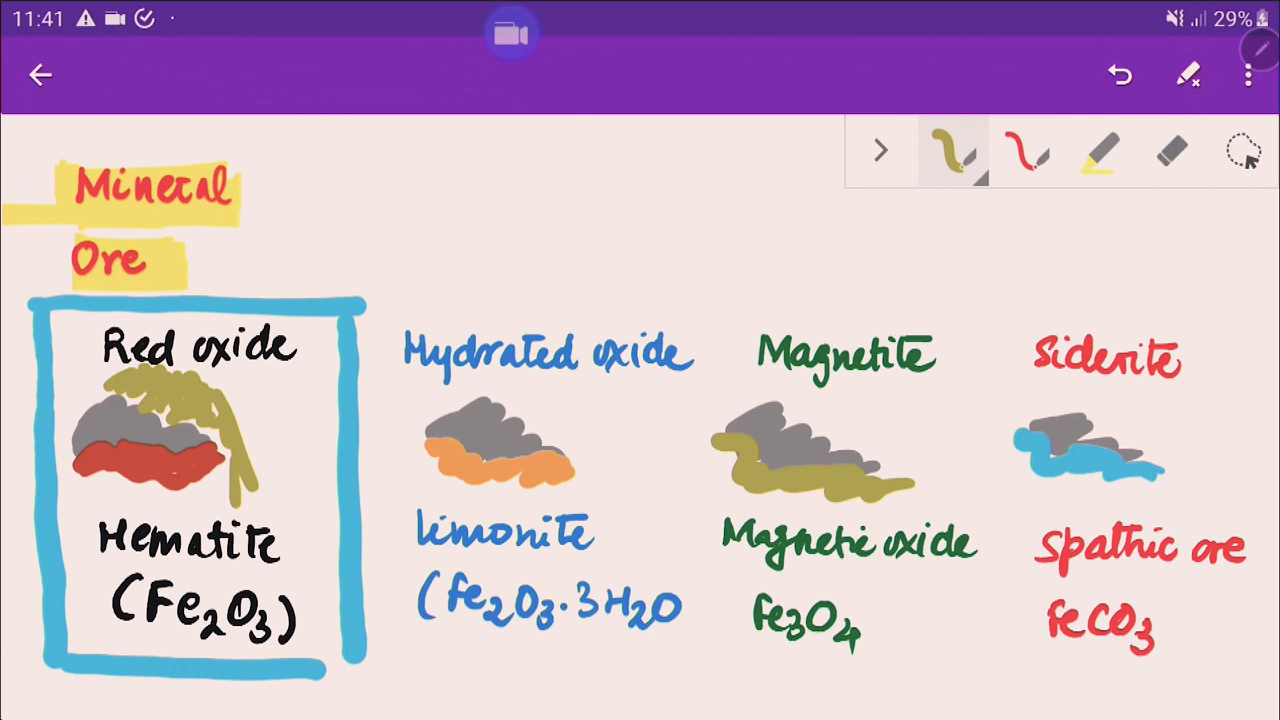 11:41
29%
Mineral
Ore
Red oxide
Hematite
(Fe2O3)
Hydrated oxide
limonite
(Fe2O3.3H2O
Magnetite
Magnetic oxide
Fe3O4
Siderite
Spathic ore
FeCO3